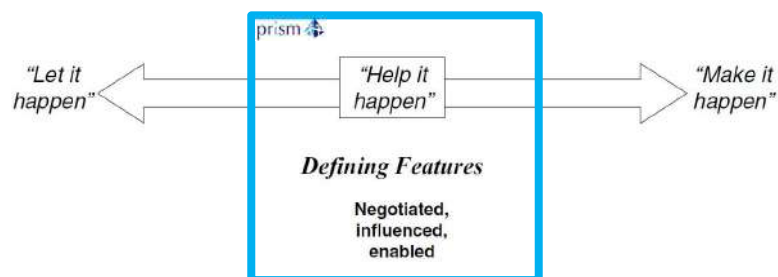 prism
“Let it
happen”
“Help it
happen”
“Make it
happen”
Defining Features
Negotiated,
influenced,
enabled